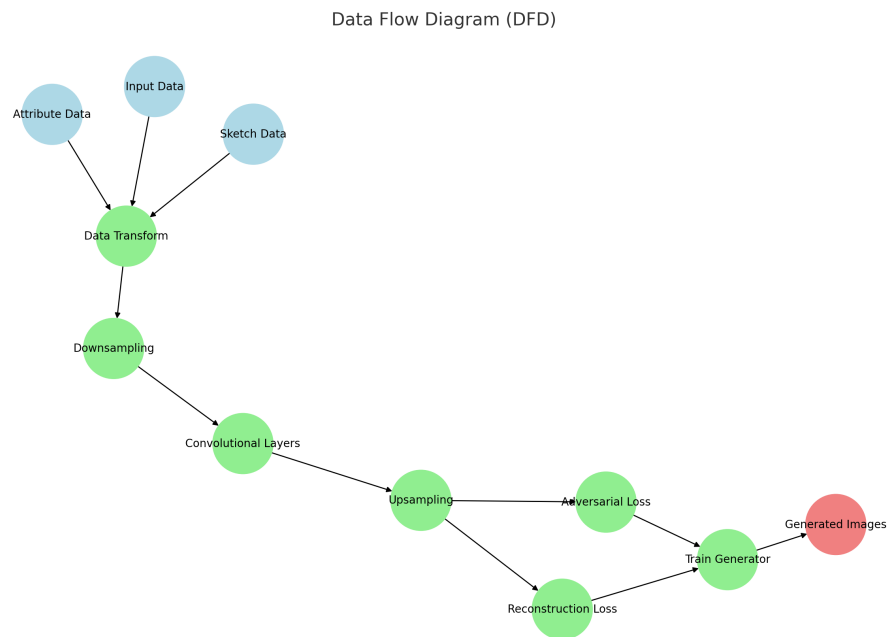 Data Flow Diagram (DFD)
Input Data
Attribute Data
Sketch Data
Data Transform
Downsampling
Convolutional Layers
Upsampling
Adversarial Loss
Generated Images
Train Generator
Reconstruction Loss